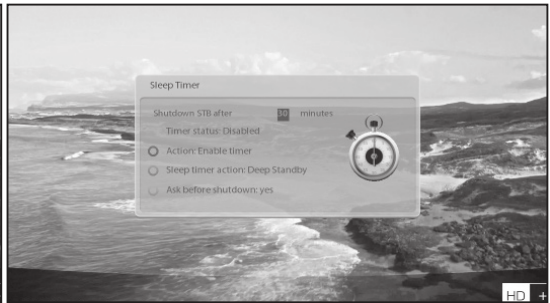 Sleep Timer
Shutdown STB after 30 minutes
Timer status: Disabled
Action: Enable timer
Sleep timer action: Deep Standby
Ask before shutdown: yes
HD +